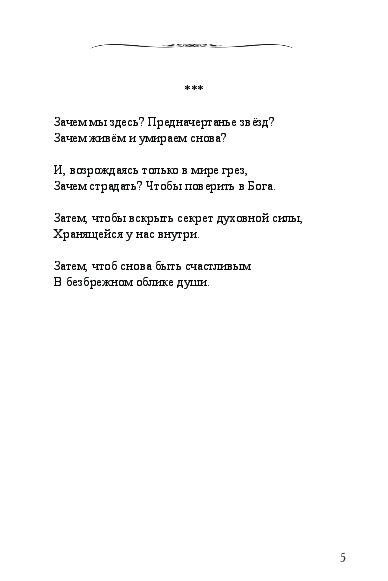 ***
Зачем мы здесь? Предначертанье звёзд?
Зачем живём и умираем снова?
И, возрождаясь только в мире грез,
Зачем страдать? Чтобы поверить в Бога.
Затем, чтобы вскрыть секрет духовной силы,
Хранящейся у нас внутри.
Затем, чтоб снова быть счастливым
В безбрежном облике души.
5